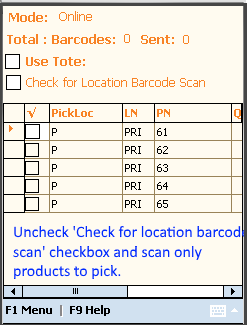 Mode: Online
Total : Barcodes: 0 Sent: 0
Use Tote:
Check for Location Barcode Scan
√ PickLoc LN PN Q
P PRI 61
P PRI 62
P PRI 63
P PRI 64
P PRI 65
Uncheck 'Check for location barcode
scan' checkbox and scan only
products to pick.
F1 Menu | F9 Help